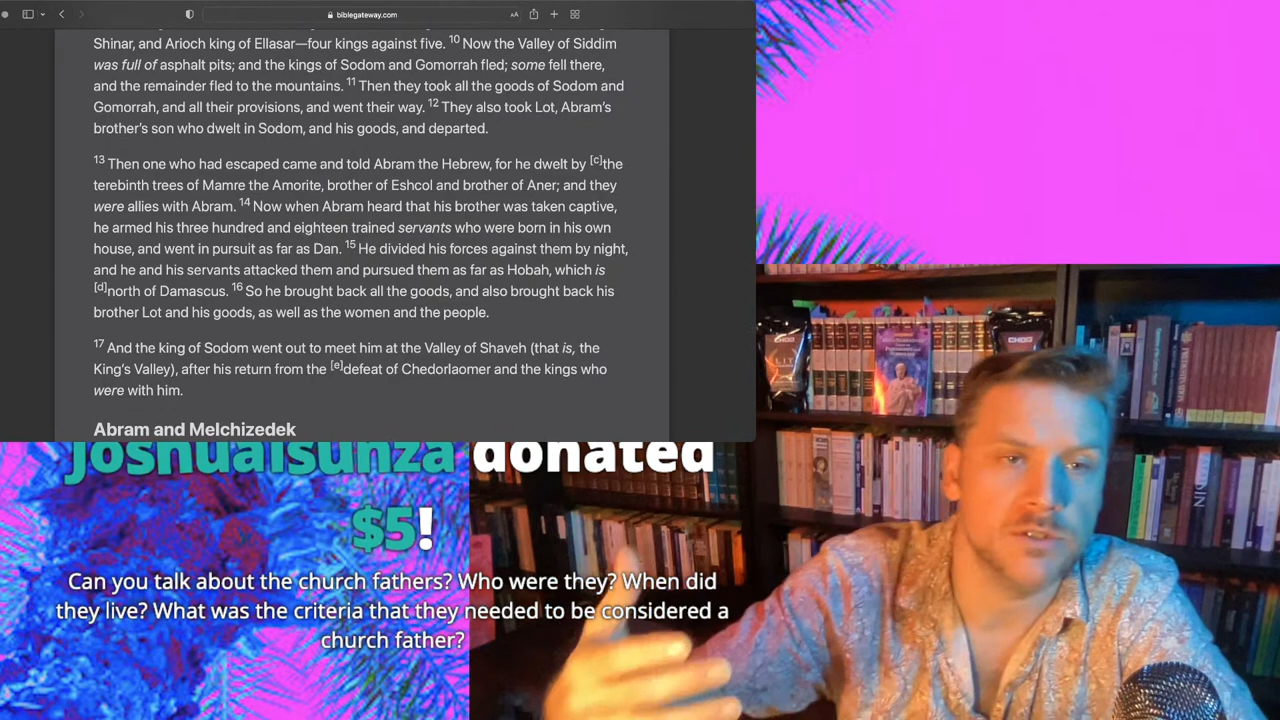 biblegateway.com
AA
Shinar, and Arioch king of Ellasar—four kings against five. 10 Now the Valley of Siddim
was full of asphalt pits; and the kings of Sodom and Gomorrah fled; some fell there,
and the remainder fled to the mountains. 11 Then they took all the goods of Sodom and
Gomorrah, and all their provisions, and went their way. 12 They also took Lot, Abram’s
brother’s son who dwelt in Sodom, and his goods, and departed.
13 Then one who had escaped came and told Abram the Hebrew, for he dwelt by [c]the
terebinth trees of Mamre the Amorite, brother of Eshcol and brother of Aner; and they
were allies with Abram. 14 Now when Abram heard that his brother was taken captive,
he armed his three hundred and eighteen trained servants who were born in his own
house, and went in pursuit as far as Dan. 15 He divided his forces against them by night,
and he and his servants attacked them and pursued them as far as Hobah, which is
[d]north of Damascus. 16 So he brought back all the goods, and also brought back his
brother Lot and his goods, as well as the women and the people.
17 And the king of Sodom went out to meet him at the Valley of Shaveh (that is, the
King’s Valley), after his return from the [e]defeat of Chedorlaomer and the kings who
were with him.
Abram and Melchizedek
JoshuaIsunza donated
$5!
Can you talk about the church fathers? Who were they? When did
they live? What was the criteria that they needed to be considered a
church father?
CHOQ
CHOQ